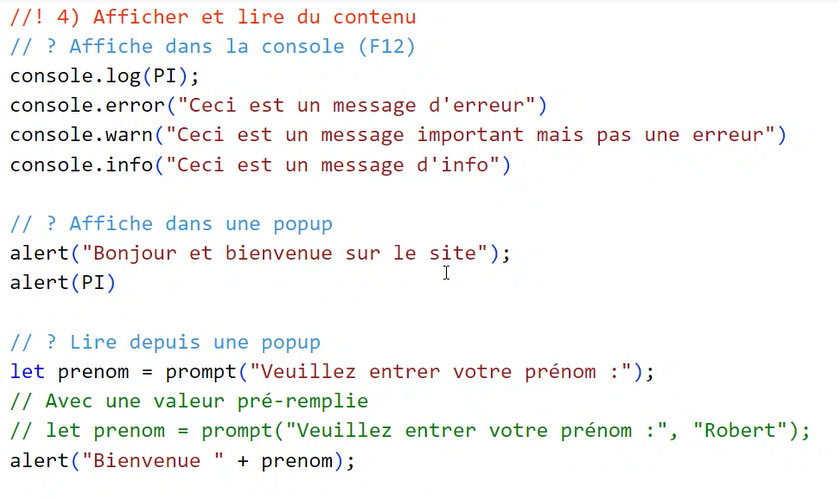 //! 4) Afficher et lire du contenu
// ? Affiche dans la console (F12)
console.log(PI);
console.error("Ceci est un message d'erreur")
console.warn("Ceci est un message important mais pas une erreur")
console.info("Ceci est un message d'info")
// ? Affiche dans une popup
alert("Bonjour et bienvenue sur le site");
alert(PI)
// ? Lire depuis une popup
let prenom = prompt("Veuillez entrer votre prénom :");
// Avec une valeur pré-remplie
// let prenom = prompt("Veuillez entrer votre prénom :", "Robert");
alert("Bienvenue " + prenom);